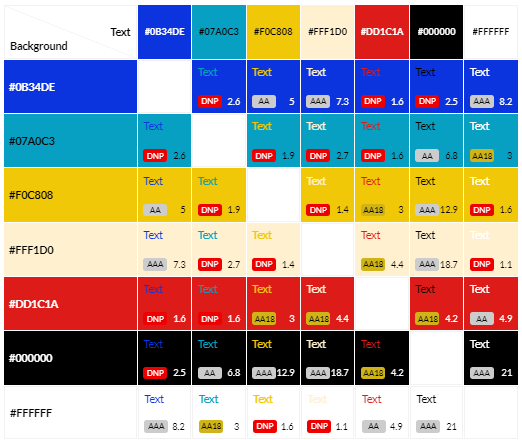 Text #0B34DE #07A0C3 #F0C808 #FFF1D0 #DD1C1A #000000 #FFFFFF
Background
#0B34DE Text Text Text Text Text Text
DNP 2.6 AA 5 AAA 7.3 DNP 1.6 DNP 2.5 AAA 8.2
#07A0C3 Text Text Text Text Text Text
DNP 2.6 DNP 1.9 DNP 2.7 DNP 1.6 AA 6.8 AA18 3
#F0C808 Text Text Text Text Text Text
AA 5 DNP 1.9 DNP 1.4 AA18 3 AAA 12.9 DNP 1.6
#FFF1D0 Text Text Text Text Text Text
AAA 7.3 DNP 2.7 DNP 1.4 AA18 4.4 AAA 18.7 DNP 1.1
#DD1C1A Text Text Text Text Text Text
DNP 1.6 DNP 1.6 AA18 3 AA18 4.4 AA18 4.2 AA 4.9
#000000 Text Text Text Text Text Text
DNP 2.5 AA 6.8 AAA 12.9 AAA 18.7 AA18 4.2 AAA 21
#FFFFFF Text Text Text Text Text Text
AAA 8.2 AA18 3 DNP 1.6 DNP 1.1 AA 4.9 AAA 21